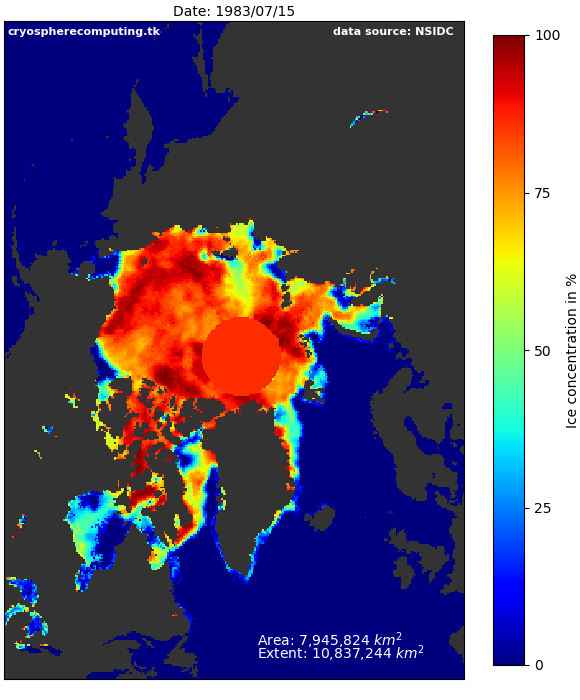 Date: 1983/07/15
cryospherecomputing.tk
data source: NSIDC
100
75
50
25
0
Ice concentration in %
Area: 7,945,824 km²
Extent: 10,837,244 km²